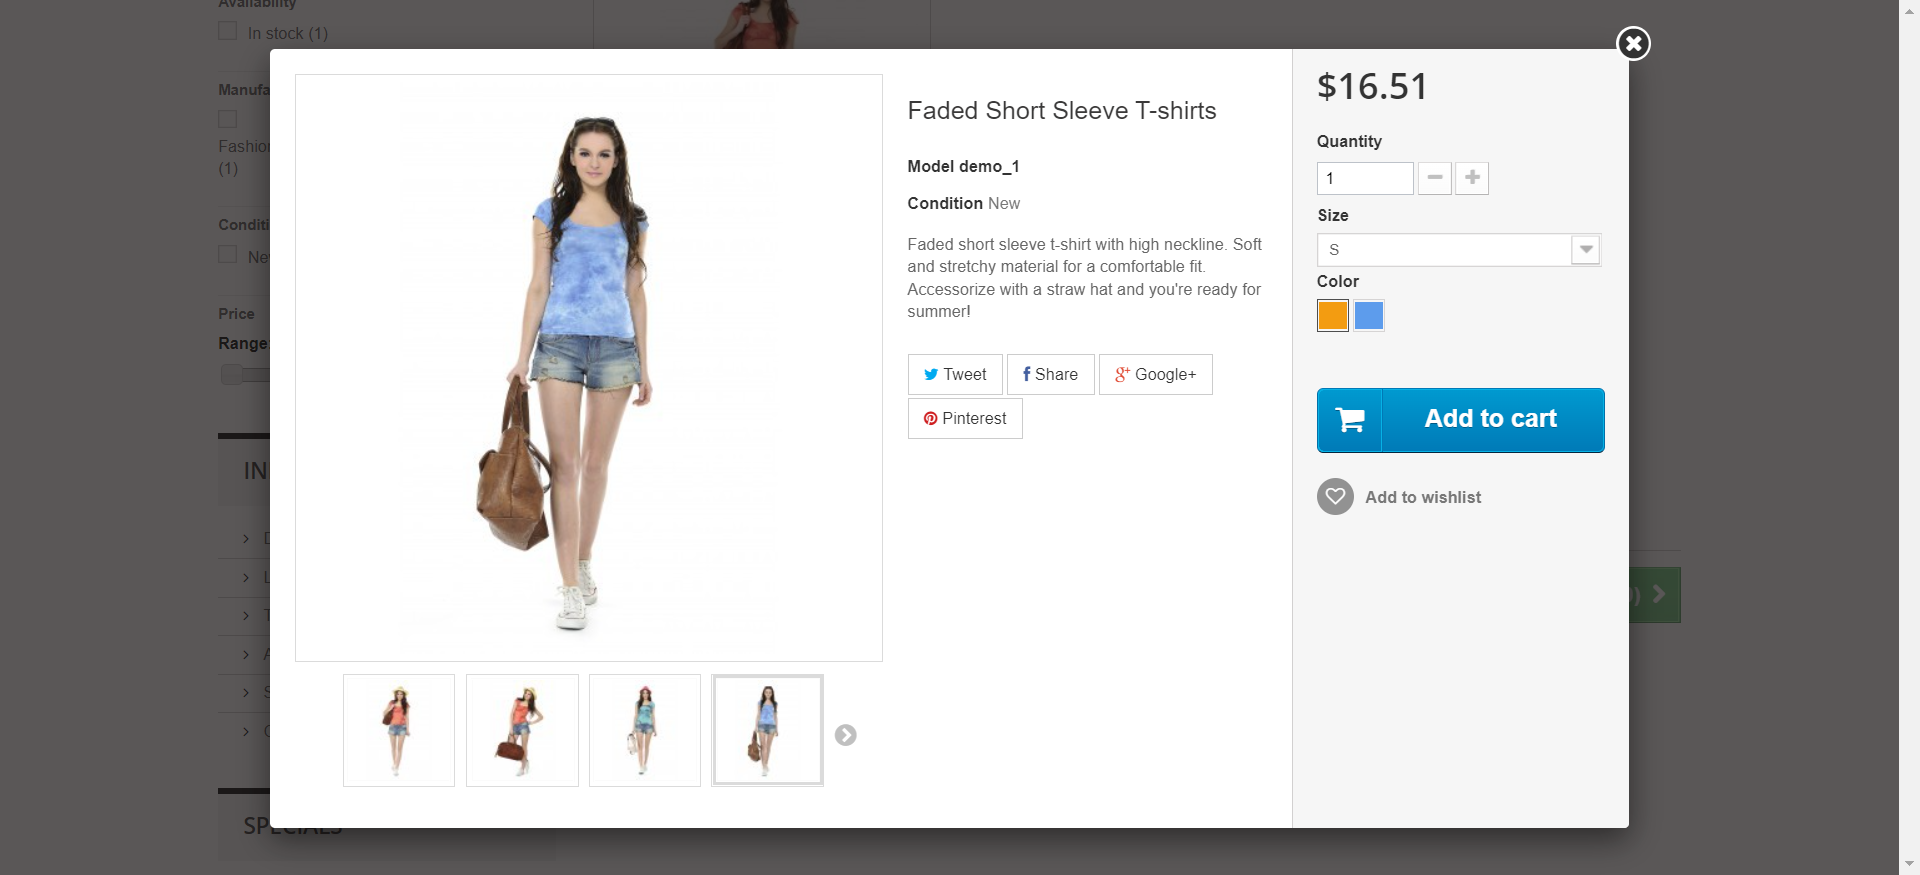 Availability
In stock (1)
Manufa
Fashion
(1)
Conditi
Ne
Price
Range
IN
SPECIALS
Faded Short Sleeve T-shirts
Model demo_1
Condition New
Faded short sleeve t-shirt with high neckline. Soft
and stretchy material for a comfortable fit.
Accessorize with a straw hat and you're ready for
summer!
Tweet
Share
Google+
Pinterest
$16.51
Quantity
1
Size
S
Color
Add to cart
Add to wishlist